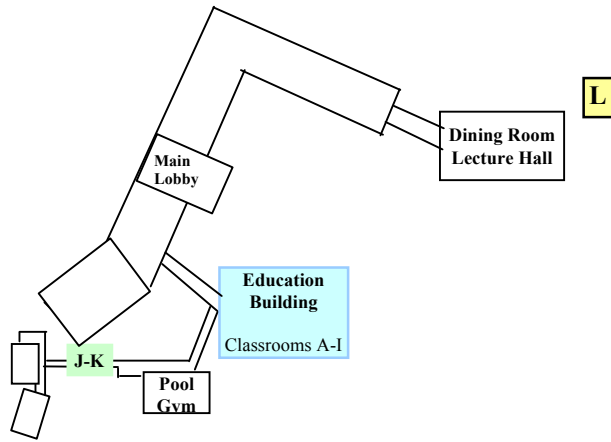 L
Dining Room
Lecture Hall
Main
Lobby
Education
Building
Classrooms A-I
J-K
Pool
Gym